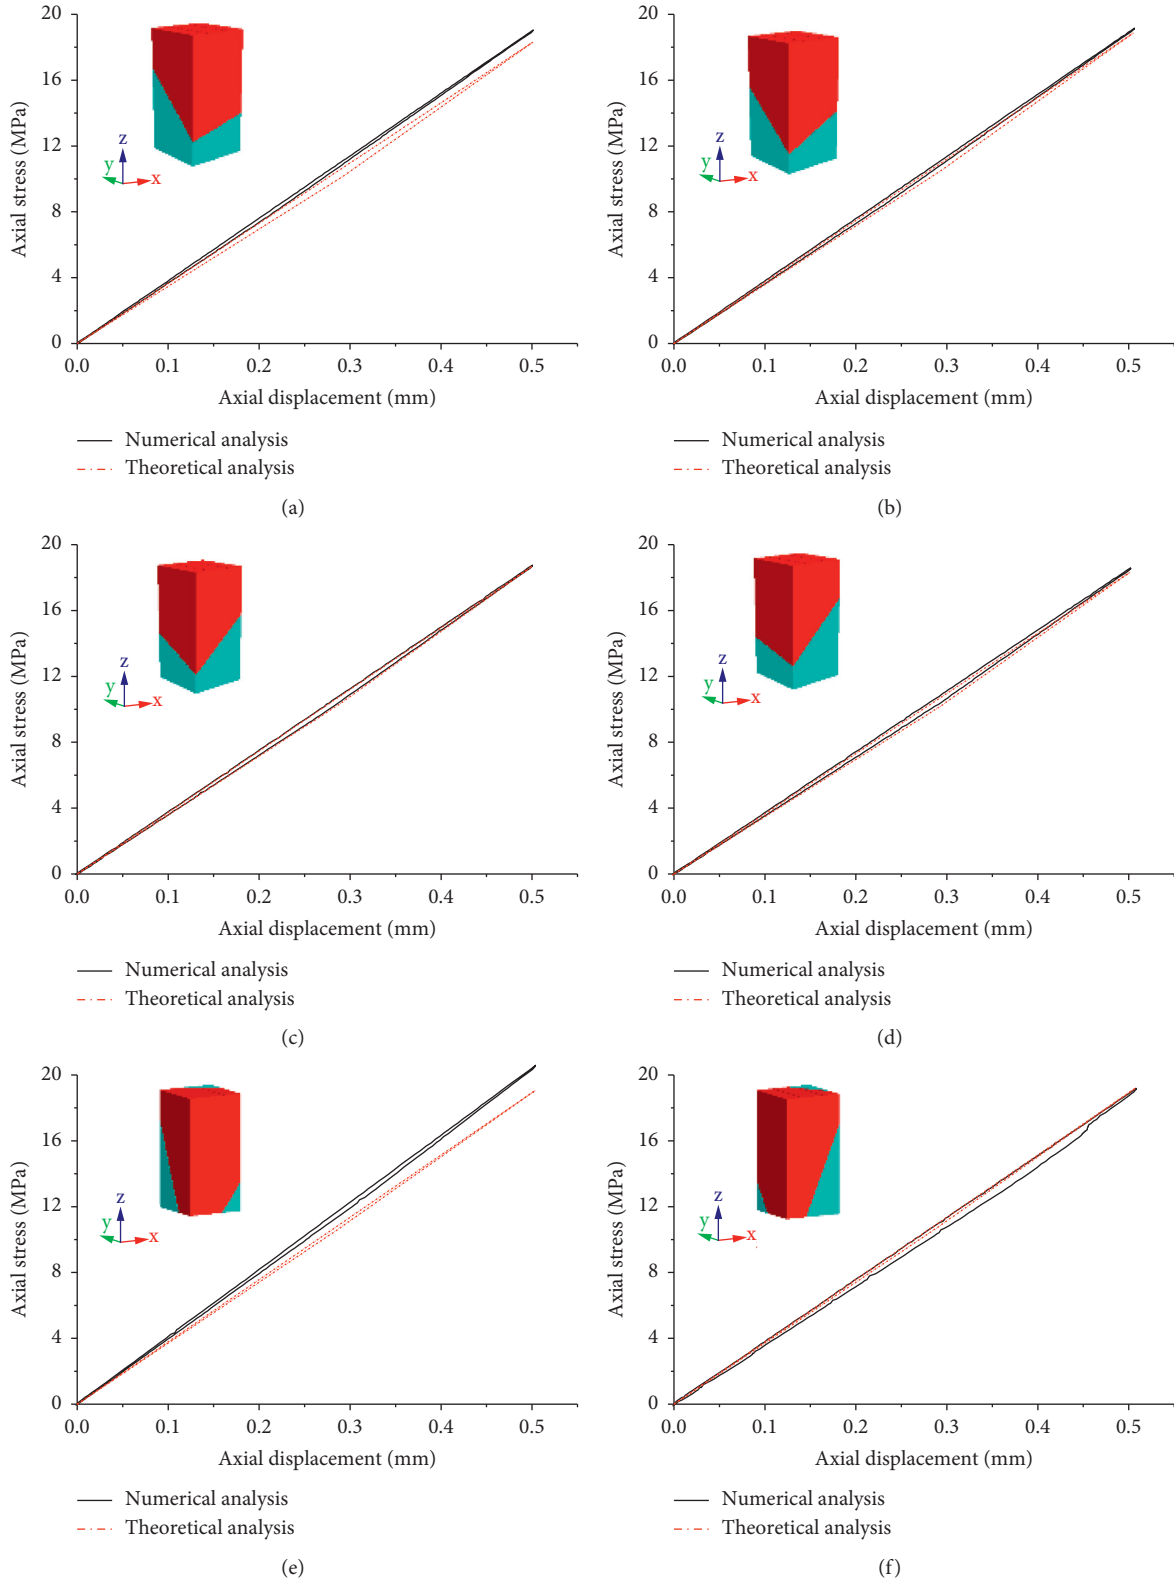 20
16
12
8
4
0
Axial stress (MPa)
z
y
x
0.0
0.1
0.2
0.3
0.4
0.5
Axial displacement (mm)
Numerical analysis
Theoretical analysis
(a)
20
16
12
8
4
0
Axial stress (MPa)
z
y
x
0.0
0.1
0.2
0.3
0.4
0.5
Axial displacement (mm)
Numerical analysis
Theoretical analysis
(b)
20
16
12
8
4
0
Axial stress (MPa)
z
y
x
0.0
0.1
0.2
0.3
0.4
0.5
Axial displacement (mm)
Numerical analysis
Theoretical analysis
(c)
20
16
12
8
4
0
Axial stress (MPa)
z
y
x
0.0
0.1
0.2
0.3
0.4
0.5
Axial displacement (mm)
Numerical analysis
Theoretical analysis
(d)
20
16
12
8
4
0
Axial stress (MPa)
z
y
x
0.0
0.1
0.2
0.3
0.4
0.5
Axial displacement (mm)
Numerical analysis
Theoretical analysis
(e)
20
16
12
8
4
0
Axial stress (MPa)
z
y
x
0.0
0.1
0.2
0.3
0.4
0.5
Axial displacement (mm)
Numerical analysis
Theoretical analysis
(f)